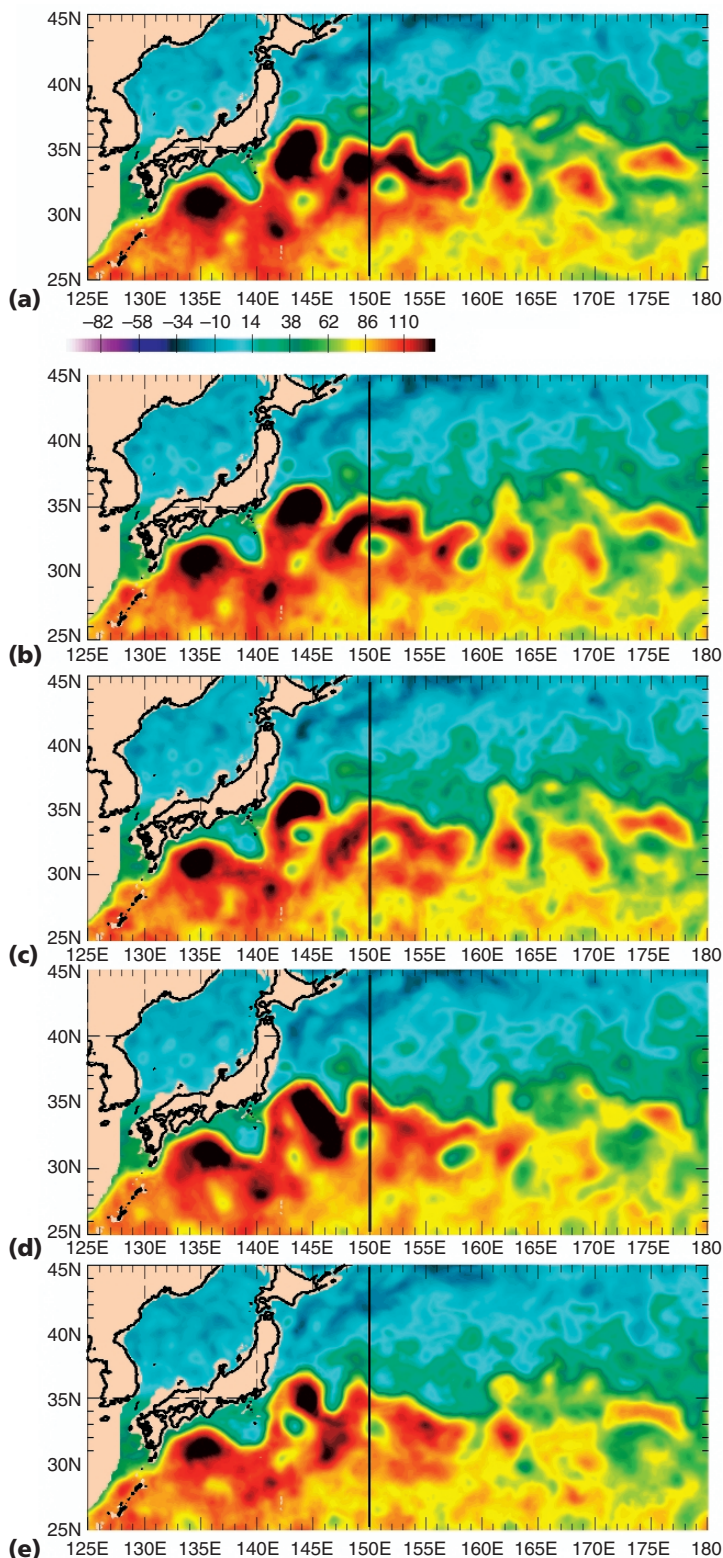 45N
40N
35N
30N
25N
(a) 125E 130E 135E 140E 145E 150E 155E 160E 165E 170E 175E 180
−82 −58 −34 −10 14 38 62 86 110
45N
40N
35N
30N
25N
(b) 125E 130E 135E 140E 145E 150E 155E 160E 165E 170E 175E 180
45N
40N
35N
30N
25N
(c) 125E 130E 135E 140E 145E 150E 155E 160E 165E 170E 175E 180
45N
40N
35N
30N
25N
(d) 125E 130E 135E 140E 145E 150E 155E 160E 165E 170E 175E 180
45N
40N
35N
30N
25N
(e) 125E 130E 135E 140E 145E 150E 155E 160E 165E 170E 175E 180